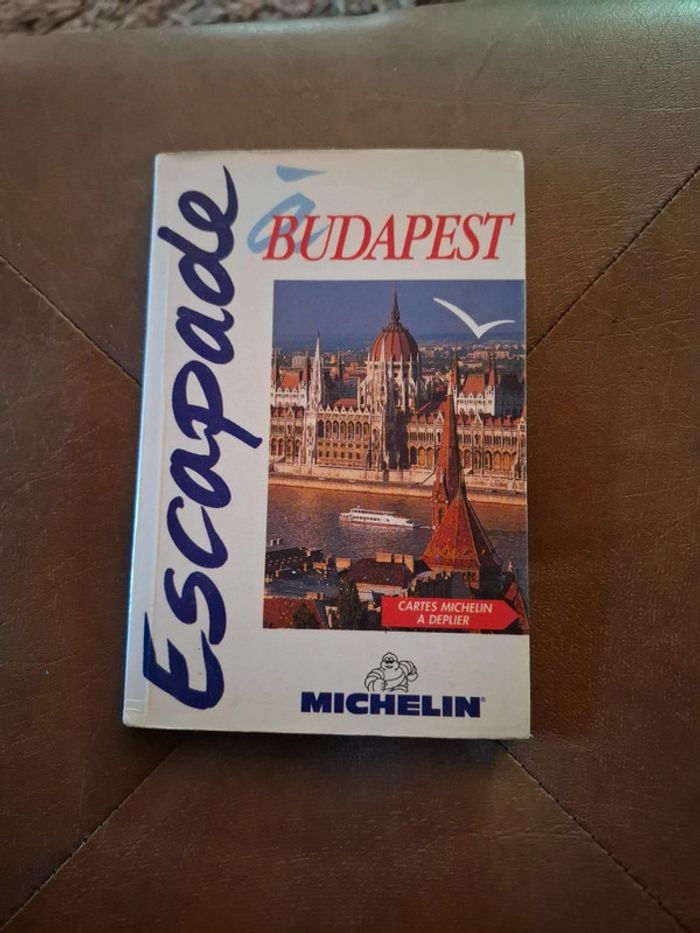 Escapade
à
BUDAPEST
CARTES MICHELIN
A DEPLIER
MICHELIN®